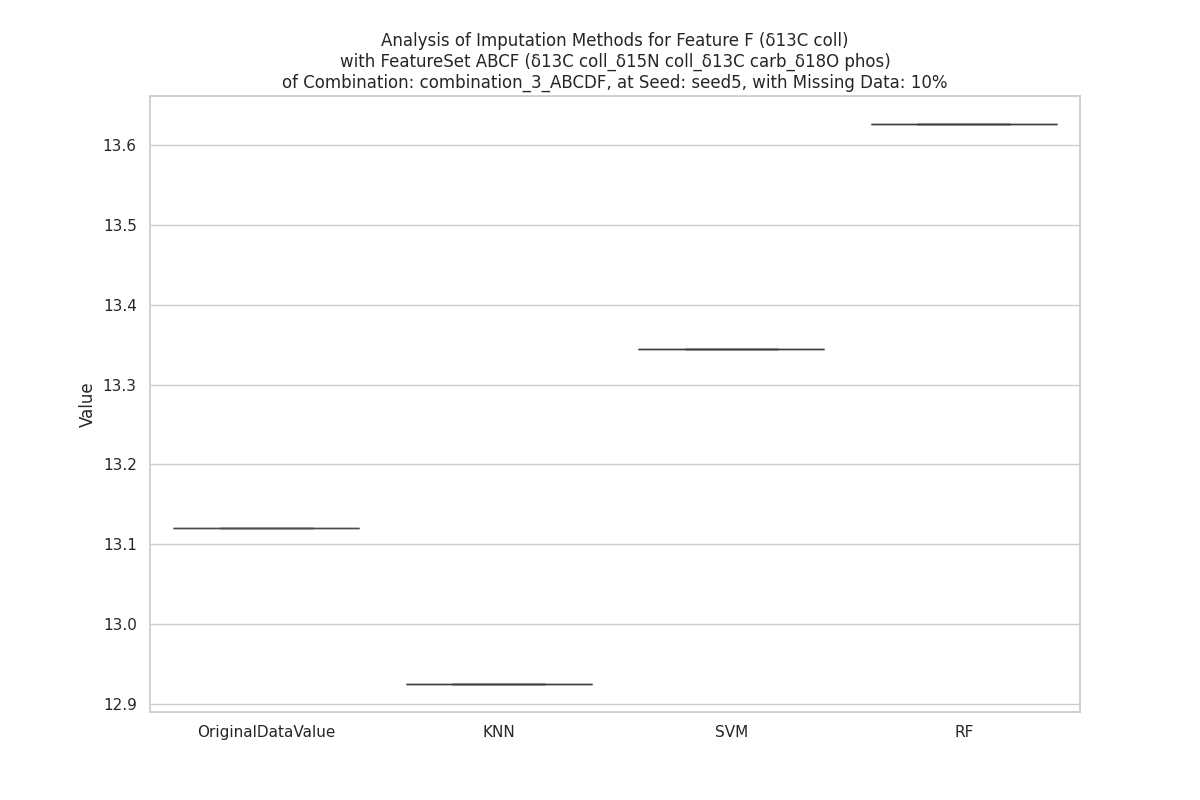 Analysis of Imputation Methods for Feature F (δ13C coll)
with FeatureSet ABCF (δ13C coll_δ15N coll_δ13C carb_δ18O phos)
of Combination: combination_3_ABCDF, at Seed: seed5, with Missing Data: 10%
13.6
13.5
13.4
13.3
13.2
13.1
13.0
12.9
Value
OriginalDataValue KNN SVM RF